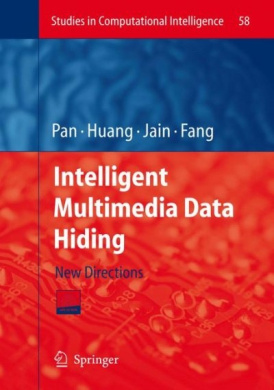 Studies in Computational Intelligence 58
Pan · Huang · Jain · Fang
Intelligent
Multimedia Data
Hiding
New Directions
Springer